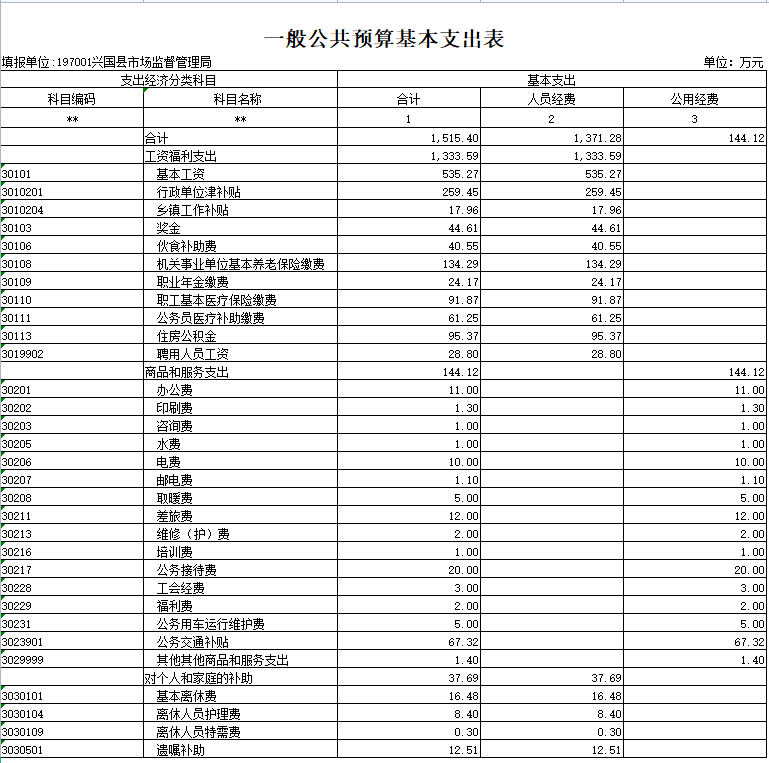 一般公共预算基本支出表
填报单位:197001兴国县市场监督管理局 单位：万元
支出经济分类科目 基本支出
科目编码 科目名称 合计 人员经费 公用经费
** ** 1 2 3
合计 1,515.40 1,371.28 144.12
工资福利支出 1,333.59 1,333.59
30101 基本工资 535.27 535.27
3010201 行政单位津补贴 259.45 259.45
3010204 乡镇工作补贴 17.96 17.96
30103 奖金 44.61 44.61
30106 伙食补助费 40.55 40.55
30108 机关事业单位基本养老保险缴费 134.29 134.29
30109 职业年金缴费 24.17 24.17
30110 职工基本医疗保险缴费 91.87 91.87
30111 公务员医疗补助缴费 61.25 61.25
30113 住房公积金 95.37 95.37
3019902 聘用人员工资 28.80 28.80
商品和服务支出 144.12 144.12
30201 办公费 11.00 11.00
30202 印刷费 1.30 1.30
30203 咨询费 1.00 1.00
30205 水费 1.00 1.00
30206 电费 10.00 10.00
30207 邮电费 1.10 1.10
30208 取暖费 5.00 5.00
30211 差旅费 12.00 12.00
30213 维修（护）费 2.00 2.00
30216 培训费 1.00 1.00
30217 公务接待费 20.00 20.00
30228 工会经费 3.00 3.00
30229 福利费 2.00 2.00
30231 公务用车运行维护费 5.00 5.00
3023901 公务交通补贴 67.32 67.32
3029999 其他其他商品和服务支出 1.40 1.40
对个人和家庭的补助 37.69 37.69
3030101 基本离休费 16.48 16.48
3030104 离休人员护理费 8.40 8.40
3030109 离休人员特需费 0.30 0.30
3030501 遗嘱补助 12.51 12.51